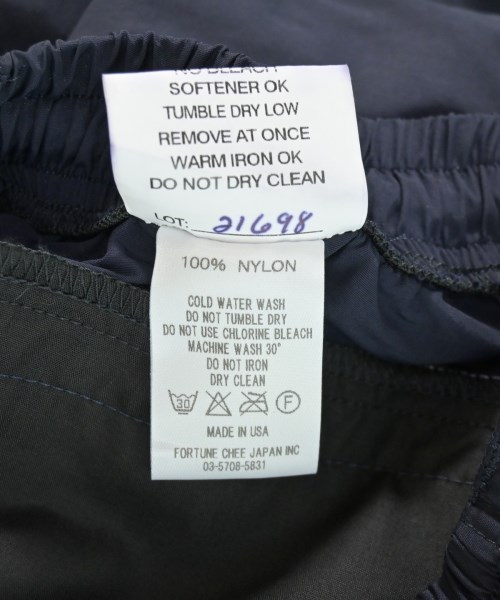 NO BLEACH
SOFTENER OK
TUMBLE DRY LOW
REMOVE AT ONCE
WARM IRON OK
DO NOT DRY CLEAN
LOT: 21698
100% NYLON
COLD WATER WASH
DO NOT TUMBLE DRY
DO NOT USE CHLORINE BLEACH
MACHINE WASH 30°
DO NOT IRON
DRY CLEAN
30 F
MADE IN USA
FORTUNE CHEE JAPAN INC
03-5708-5831